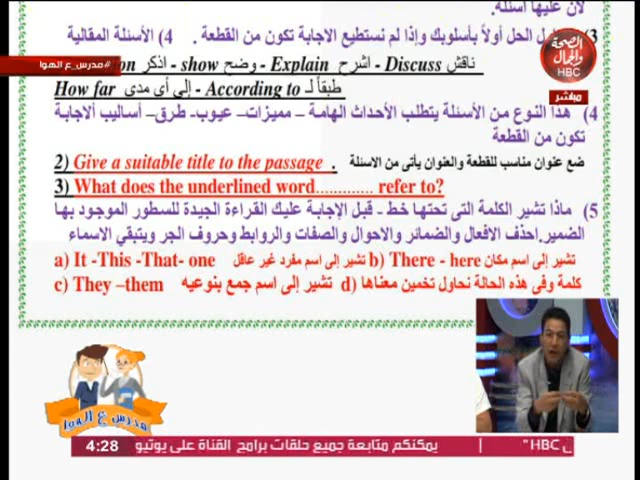 لأن عليها أسئلة.
3/ الحل أولاً بأسلوبك وإذا لم تستطيع الاجابة تكون من القطعة . 4) الأسئلة المقالية
#مدرس_ع_الهوا
ناقش Discuss - اشرح Explain - وضح show - اذكر
طبقاً لـ According to - إلى أى مدى How far
4) هذا النوع من الأسئلة يتطلب الأحداث الهامة – مميزات– عيوب– طرق– أساليب ألاجابة
تكون من القطعة
2) Give a suitable title to the passage . ضع عنوان مناسب للقطعة والعنوان يأتى من الاسئلة
3) What does the underlined word............. refer to?
5) ماذا تشير الكلمة التى تحتها خط - قبل الإجابة عليك القراءة الجيدة للسطور الموجود بها
الضمير.احذف الافعال والضمائر والاحوال والصفات والروابط وحروف الجر ويتبقي الاسماء
a) It -This -That- one تشير إلى اسم مفرد غير عاقل b) There - here تشير إلى اسم مكان
c) They –them تشير إلى اسم جمع بنوعيه d) كلمة وفى هذه الحالة نحاول تخمين معناها
الصحة والجمال
HBC
مباشر
مدرس ع الهوا
4:28
يمكنكم متابعة جميع حلقات برامج القناة على يوتيو
HBC"